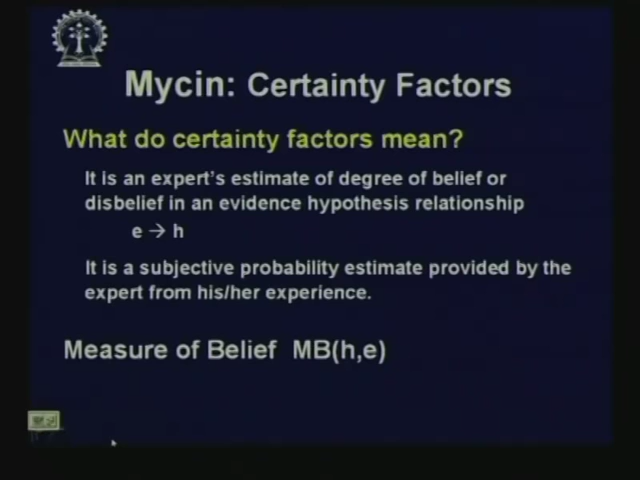 Mycin: Certainty Factors
What do certainty factors mean?
It is an expert's estimate of degree of belief or
disbelief in an evidence hypothesis relationship
e → h
It is a subjective probability estimate provided by the
expert from his/her experience.
Measure of Belief MB(h,e)